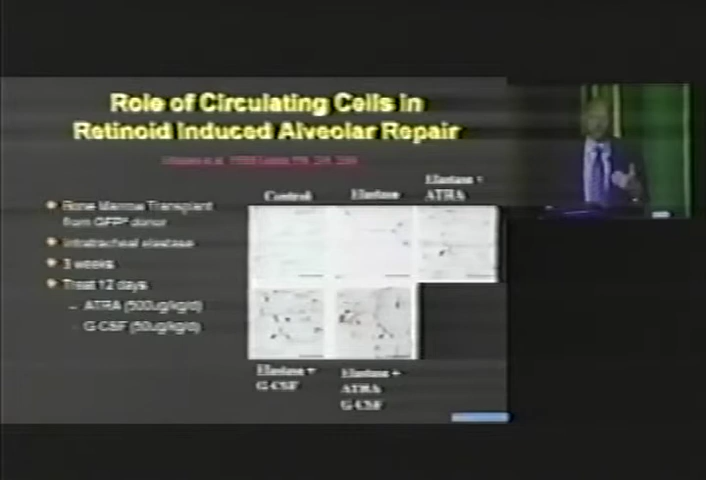 Role of Circulating Cells in
Retinoid Induced Alveolar Repair
Bone Marrow Transplant
from GFP⁺ donor
Intratracheal elastase
3 weeks
Treat 12 days
– ATRA (500ug/kg/d)
G-CSF (50ug/kg/d)
Control
Elastase
Elastase +
ATRA
Elastase +
G-CSF
Elastase +
ATRA
G-CSF